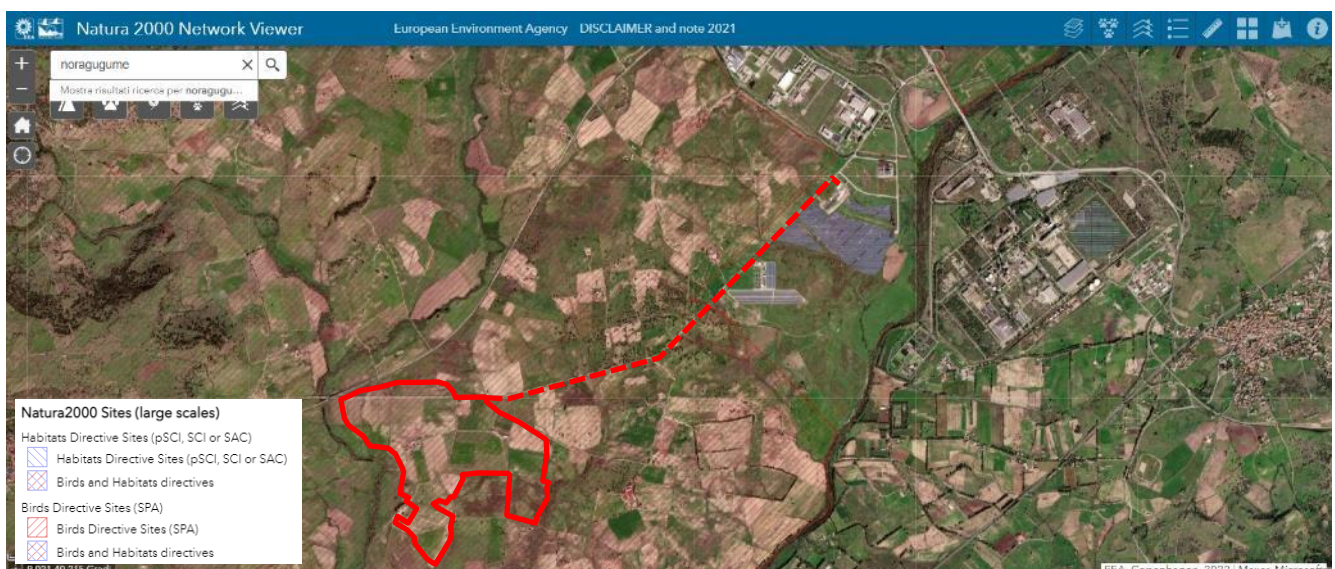 Natura 2000 Network Viewer
European Environment Agency DISCLAIMER and note 2021
noragugume
Mostra risultati ricerca per noragugu...
Natura2000 Sites (large scales)
Habitats Directive Sites (pSCI, SCI or SAC)
Habitats Directive Sites (pSCI, SCI or SAC)
Birds and Habitats directives
Birds Directive Sites (SPA)
Birds Directive Sites (SPA)
Birds and Habitats directives